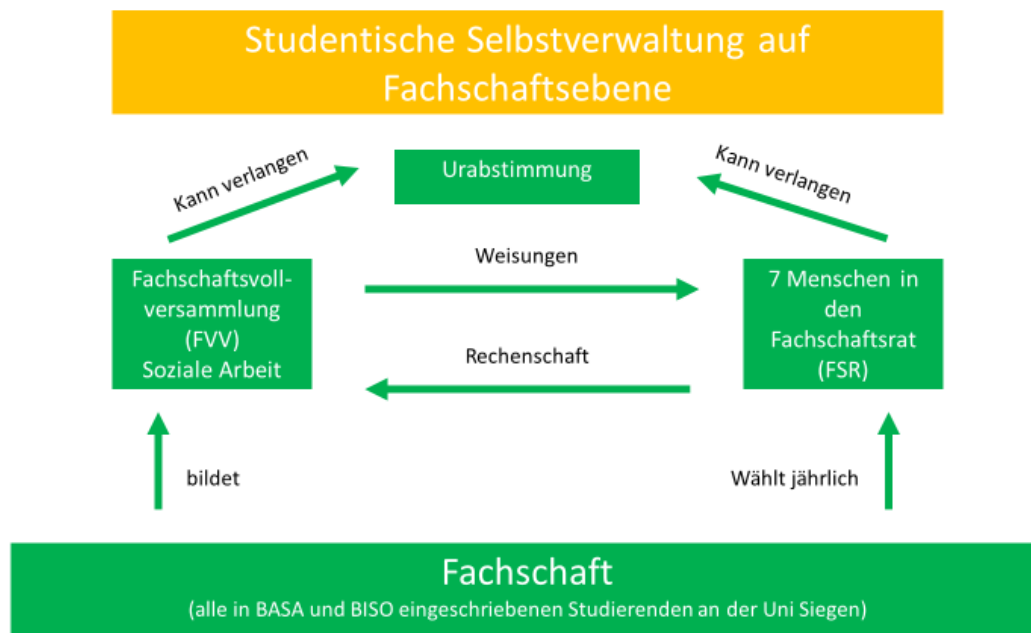 Studentische Selbstverwaltung auf
Fachschaftsebene
Kann verlangen
Urabstimmung
Kann verlangen
Fachschaftsvoll-
versammlung
(FVV)
Soziale Arbeit
Weisungen
Rechenschaft
7 Menschen in
den
Fachschaftsrat
(FSR)
bildet
Wählt jährlich
Fachschaft
(alle in BASA und BISO eingeschriebenen Studierenden an der Uni Siegen)